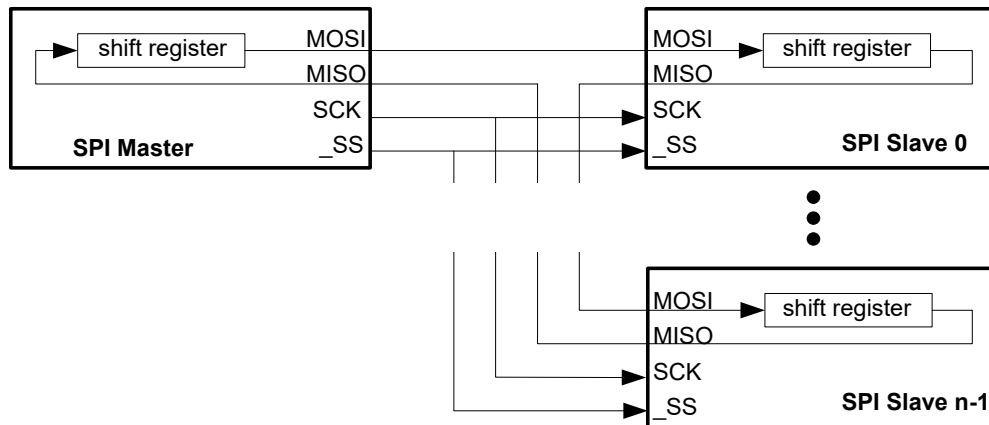 shift register
MOSI
MISO
SCK
_SS
SPI Master
MOSI
shift register
MISO
SCK
_SS
SPI Slave 0
MOSI
shift register
MISO
SCK
_SS
SPI Slave n-1